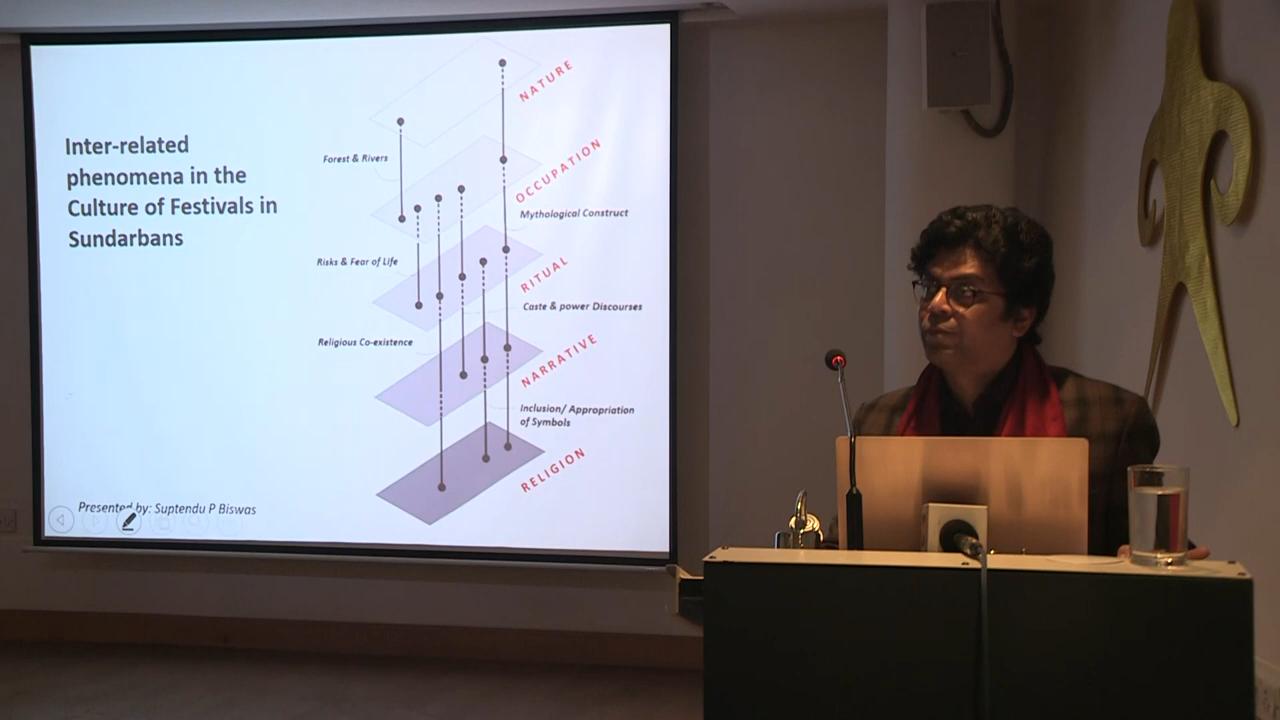 Inter-related
phenomena in the
Culture of Festivals in
Sundarbans
NATURE
Forest & Rivers
OCCUPATION
Mythological Construct
Risks & Fear of Life
RITUAL
Caste & power Discourses
Religious Co-existence
NARRATIVE
Inclusion/ Appropriation
of Symbols
RELIGION
Presented by: Suptendu P Biswas